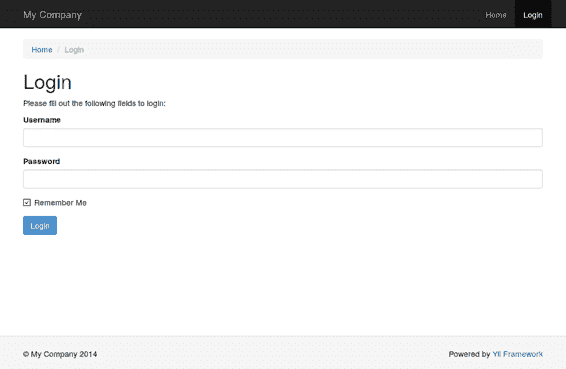 My Company Home Login
Home / Login
Login
Please fill out the following fields to login:
Username
Password
Remember Me
Login
© My Company 2014 Powered by Yii Framework